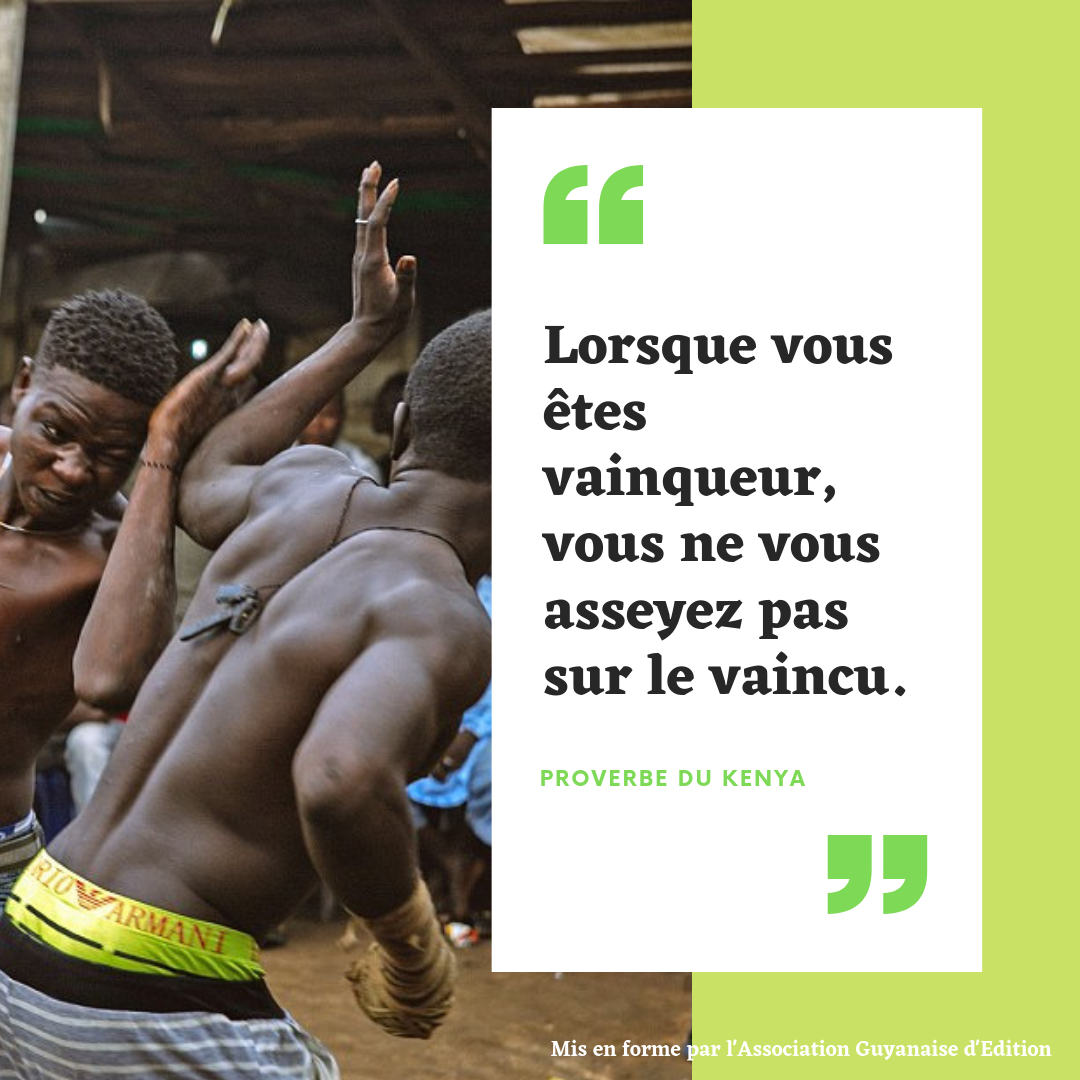 Lorsque vous
êtes
vainqueur,
vous ne vous
asseyez pas
sur le vaincu.
PROVERBE DU KENYA
RIO ARMANI
Mis en forme par l'Association Guyanaise d'Edition